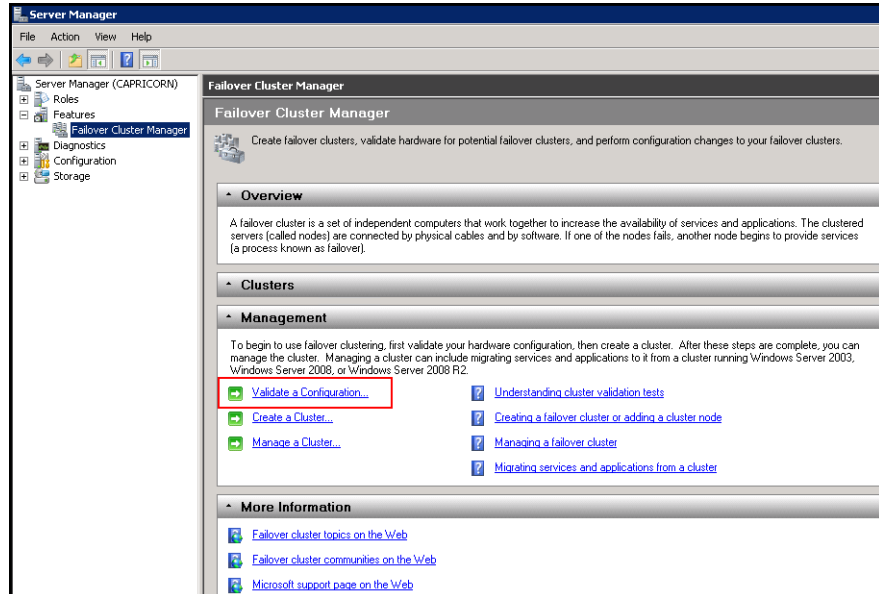 Server Manager
File Action View Help
Server Manager (CAPRICORN)
Roles
Features
Failover Cluster Manager
Diagnostics
Configuration
Storage
Failover Cluster Manager
Failover Cluster Manager
Create failover clusters, validate hardware for potential failover clusters, and perform configuration changes to your failover clusters.
Overview
A failover cluster is a set of independent computers that work together to increase the availability of services and applications. The clustered
servers (called nodes) are connected by physical cables and by software. If one of the nodes fails, another node begins to provide services
(a process known as failover).
Clusters
Management
To begin to use failover clustering, first validate your hardware configuration, then create a cluster. After these steps are complete, you can
manage the cluster. Managing a cluster can include migrating services and applications to it from a cluster running Windows Server 2003,
Windows Server 2008, or Windows Server 2008 R2.
Validate a Configuration...
Understanding cluster validation tests
Create a Cluster...
Creating a failover cluster or adding a cluster node
Manage a Cluster...
Managing a failover cluster
Migrating services and applications from a cluster
More Information
Failover cluster topics on the Web
Failover cluster communities on the Web
Microsoft support page on the Web